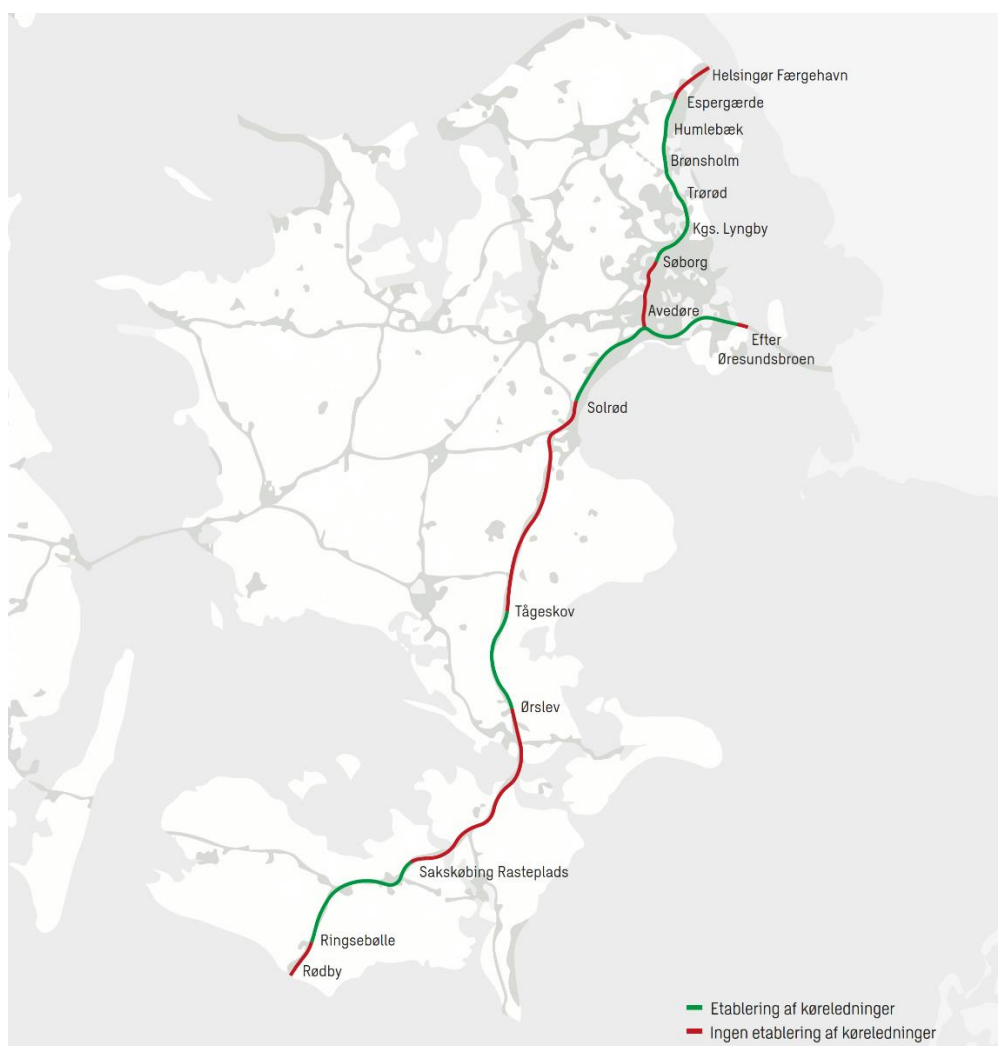 Helsingør Færgehavn
Espergærde
Humlebæk
Brønsholm
Trørød
Kgs. Lyngby
Søborg
Avedøre
Efter
Øresundsbroen
Solrød
Tågeskov
Ørslev
Sakskøbing Rasteplads
Ringsebølle
Rødby
Etablering af køreledninger
Ingen etablering af køreledninger